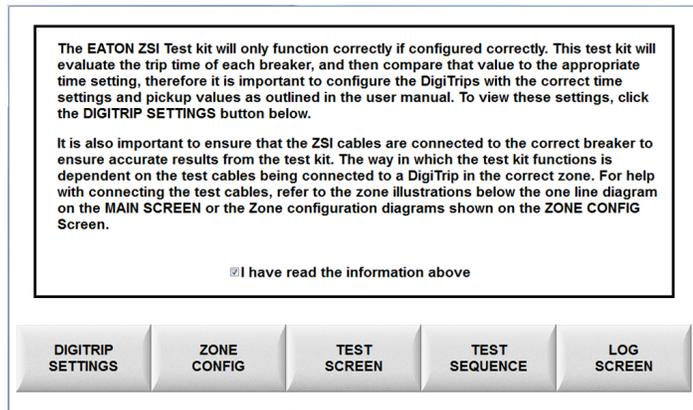 The EATON ZSI Test kit will only function correctly if configured correctly. This test kit will
evaluate the trip time of each breaker, and then compare that value to the appropriate
time setting, therefore it is important to configure the DigiTrips with the correct time
settings and pickup values as outlined in the user manual. To view these settings, click
the DIGITRIP SETTINGS button below.
It is also important to ensure that the ZSI cables are connected to the correct breaker to
ensure accurate results from the test kit. The way in which the test kit functions is
dependent on the test cables being connected to a DigiTrip in the correct zone. For help
with connecting the test cables, refer to the zone illustrations below the one line diagram
on the MAIN SCREEN or the Zone configuration diagrams shown on the ZONE CONFIG
Screen.
I have read the information above
DIGITRIP
SETTINGS
ZONE
CONFIG
TEST
SCREEN
TEST
SEQUENCE
LOG
SCREEN